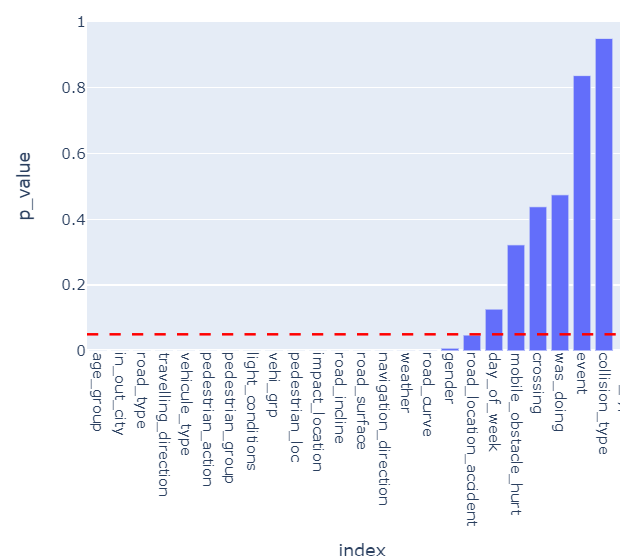 p_value
1
0.8
0.6
0.4
0.2
0
age_group
in_out_city
road_type
travelling_direction
vehicule_type
pedestrian_action
pedestrian_group
light_conditions
vehi_grp
pedestrian_loc
impact_location
road_incline
road_surface
navigation_direction
weather
road_curve
gender
road_location_accident
day_of_week
mobile_obstacle_hurt
crossing
was_doing
event
collision_type
index